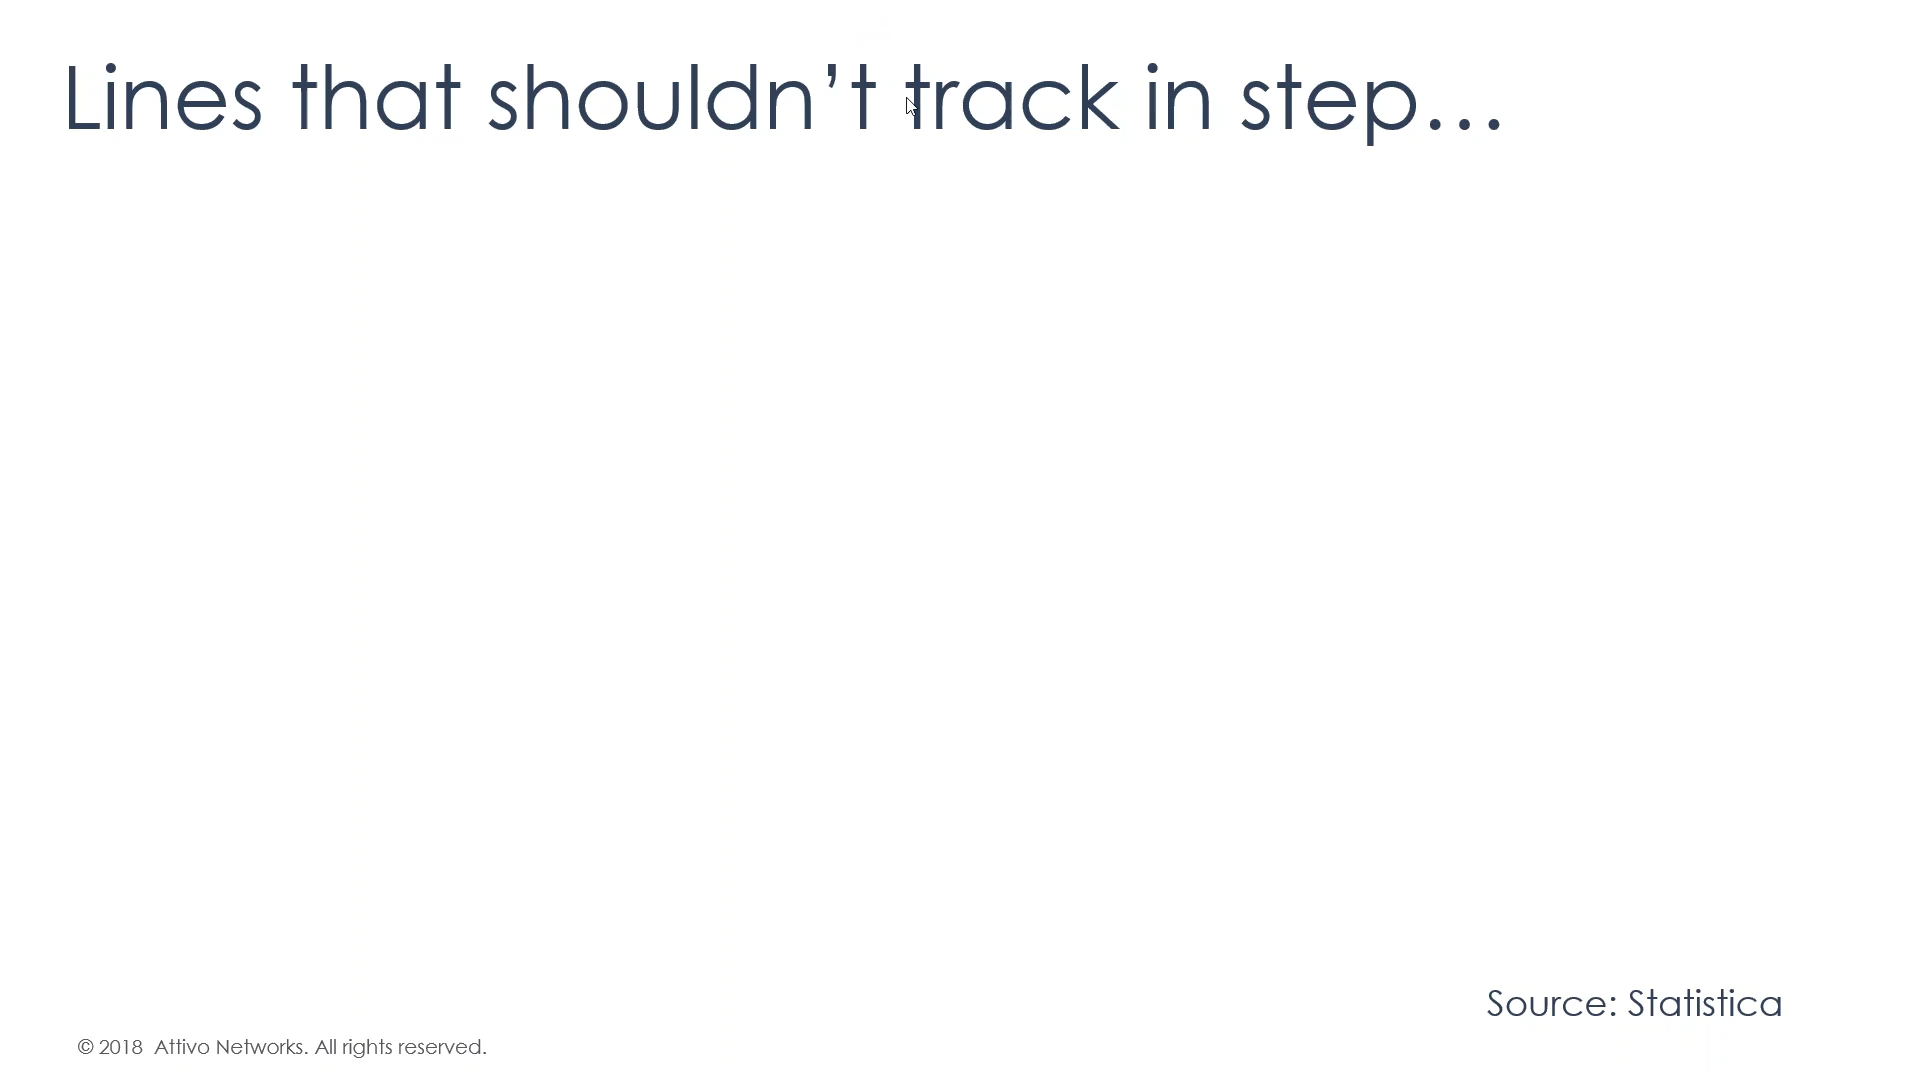 Lines that shouldn’t track in step…
Source: Statistica
© 2018 Attivo Networks. All rights reserved.